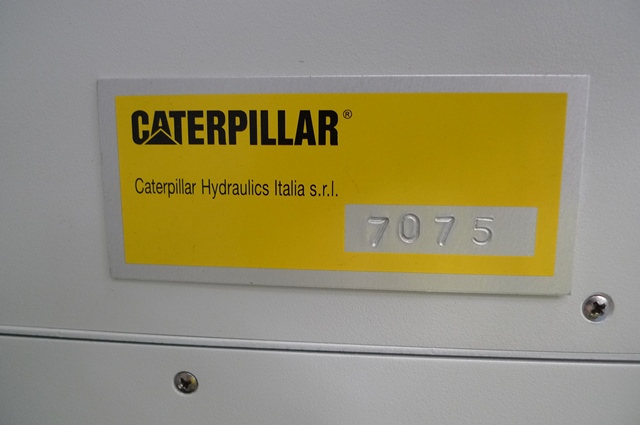 CATERPILLAR®
Caterpillar Hydraulics Italia s.r.l.
7075